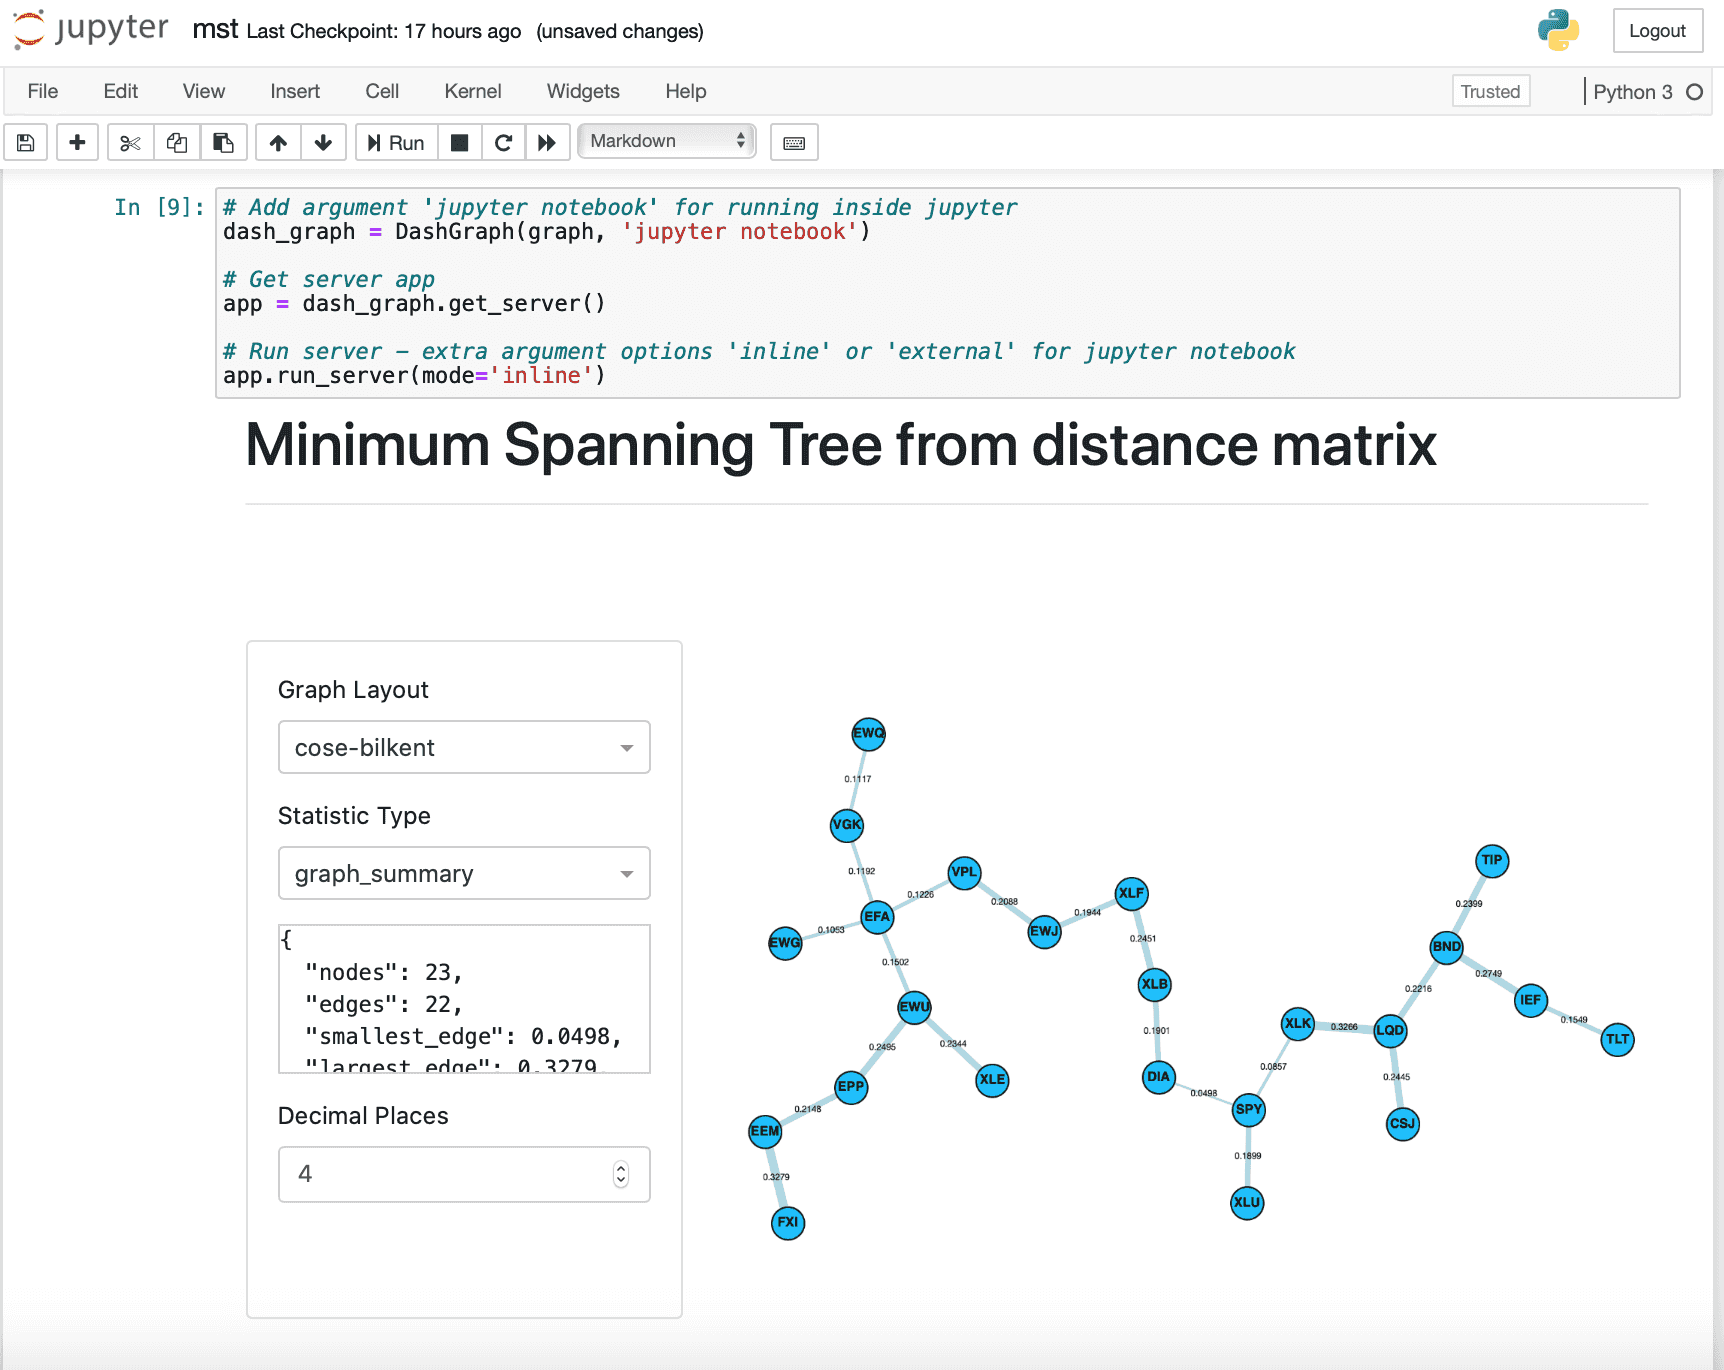 jupyter mst Last Checkpoint: 17 hours ago (unsaved changes)
Logout
File Edit View Insert Cell Kernel Widgets Help
Trusted
Python 3
Run
Markdown
In [9]:
# Add argument 'jupyter notebook' for running inside jupyter
dash_graph = DashGraph(graph, 'jupyter notebook')
# Get server app
app = dash_graph.get_server()
# Run server – extra argument options 'inline' or 'external' for jupyter notebook
app.run_server(mode='inline')
Minimum Spanning Tree from distance matrix
Graph Layout
cose-bilkent
Statistic Type
graph_summary
{
"nodes": 23,
"edges": 22,
"smallest_edge": 0.0498,
"largest_edge": 0.3279,
Decimal Places
4
EWQ
0.1117
VGK
0.1192
VPL
0.1226
EFA
0.1053
EWG
0.2088
EWJ
0.1944
XLF
0.2451
XLB
0.1901
DIA
0.0498
SPY
0.1899
XLU
0.0857
XLK
0.3266
LQD
0.2445
CSJ
0.2216
BND
0.2399
TIP
0.2749
IEF
0.1549
TLT
0.1502
EWU
0.2344
XLE
0.2495
EPP
0.2148
EEM
0.3279
FXI